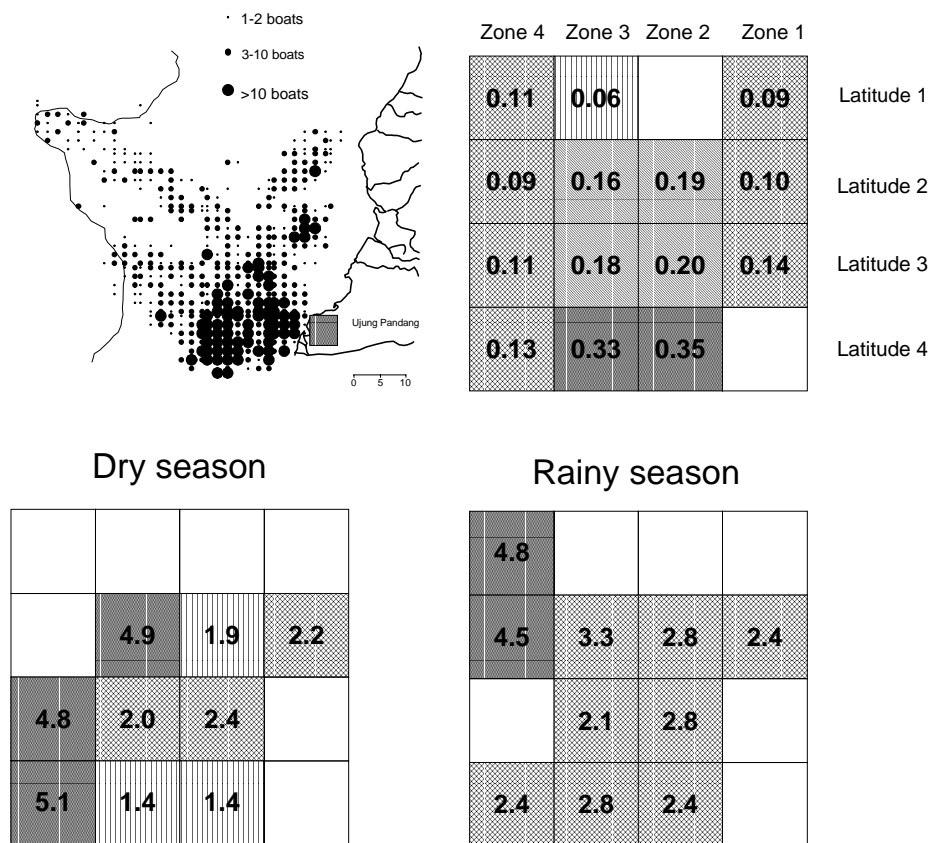 1-2 boats
3-10 boats
>10 boats
Ujung Pandang
0 5 10
Zone 4 Zone 3 Zone 2 Zone 1
0.11 0.06 0.09 Latitude 1
0.09 0.16 0.19 0.10 Latitude 2
0.11 0.18 0.20 0.14 Latitude 3
0.13 0.33 0.35 Latitude 4
Dry season
4.9 1.9 2.2
4.8 2.0 2.4
5.1 1.4 1.4
Rainy season
4.8
4.5 3.3 2.8 2.4
2.1 2.8
2.4 2.8 2.4